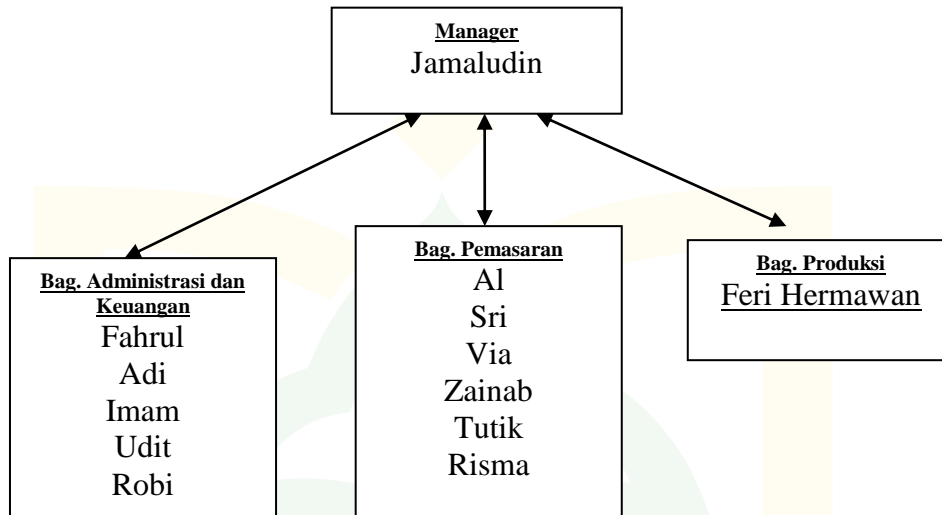 Manager
Jamaludin
Bag. Administrasi dan
Keuangan
Fahrul
Adi
Imam
Udit
Robi
Bag. Pemasaran
Al
Sri
Via
Zainab
Tutik
Risma
Bag. Produksi
Feri Hermawan